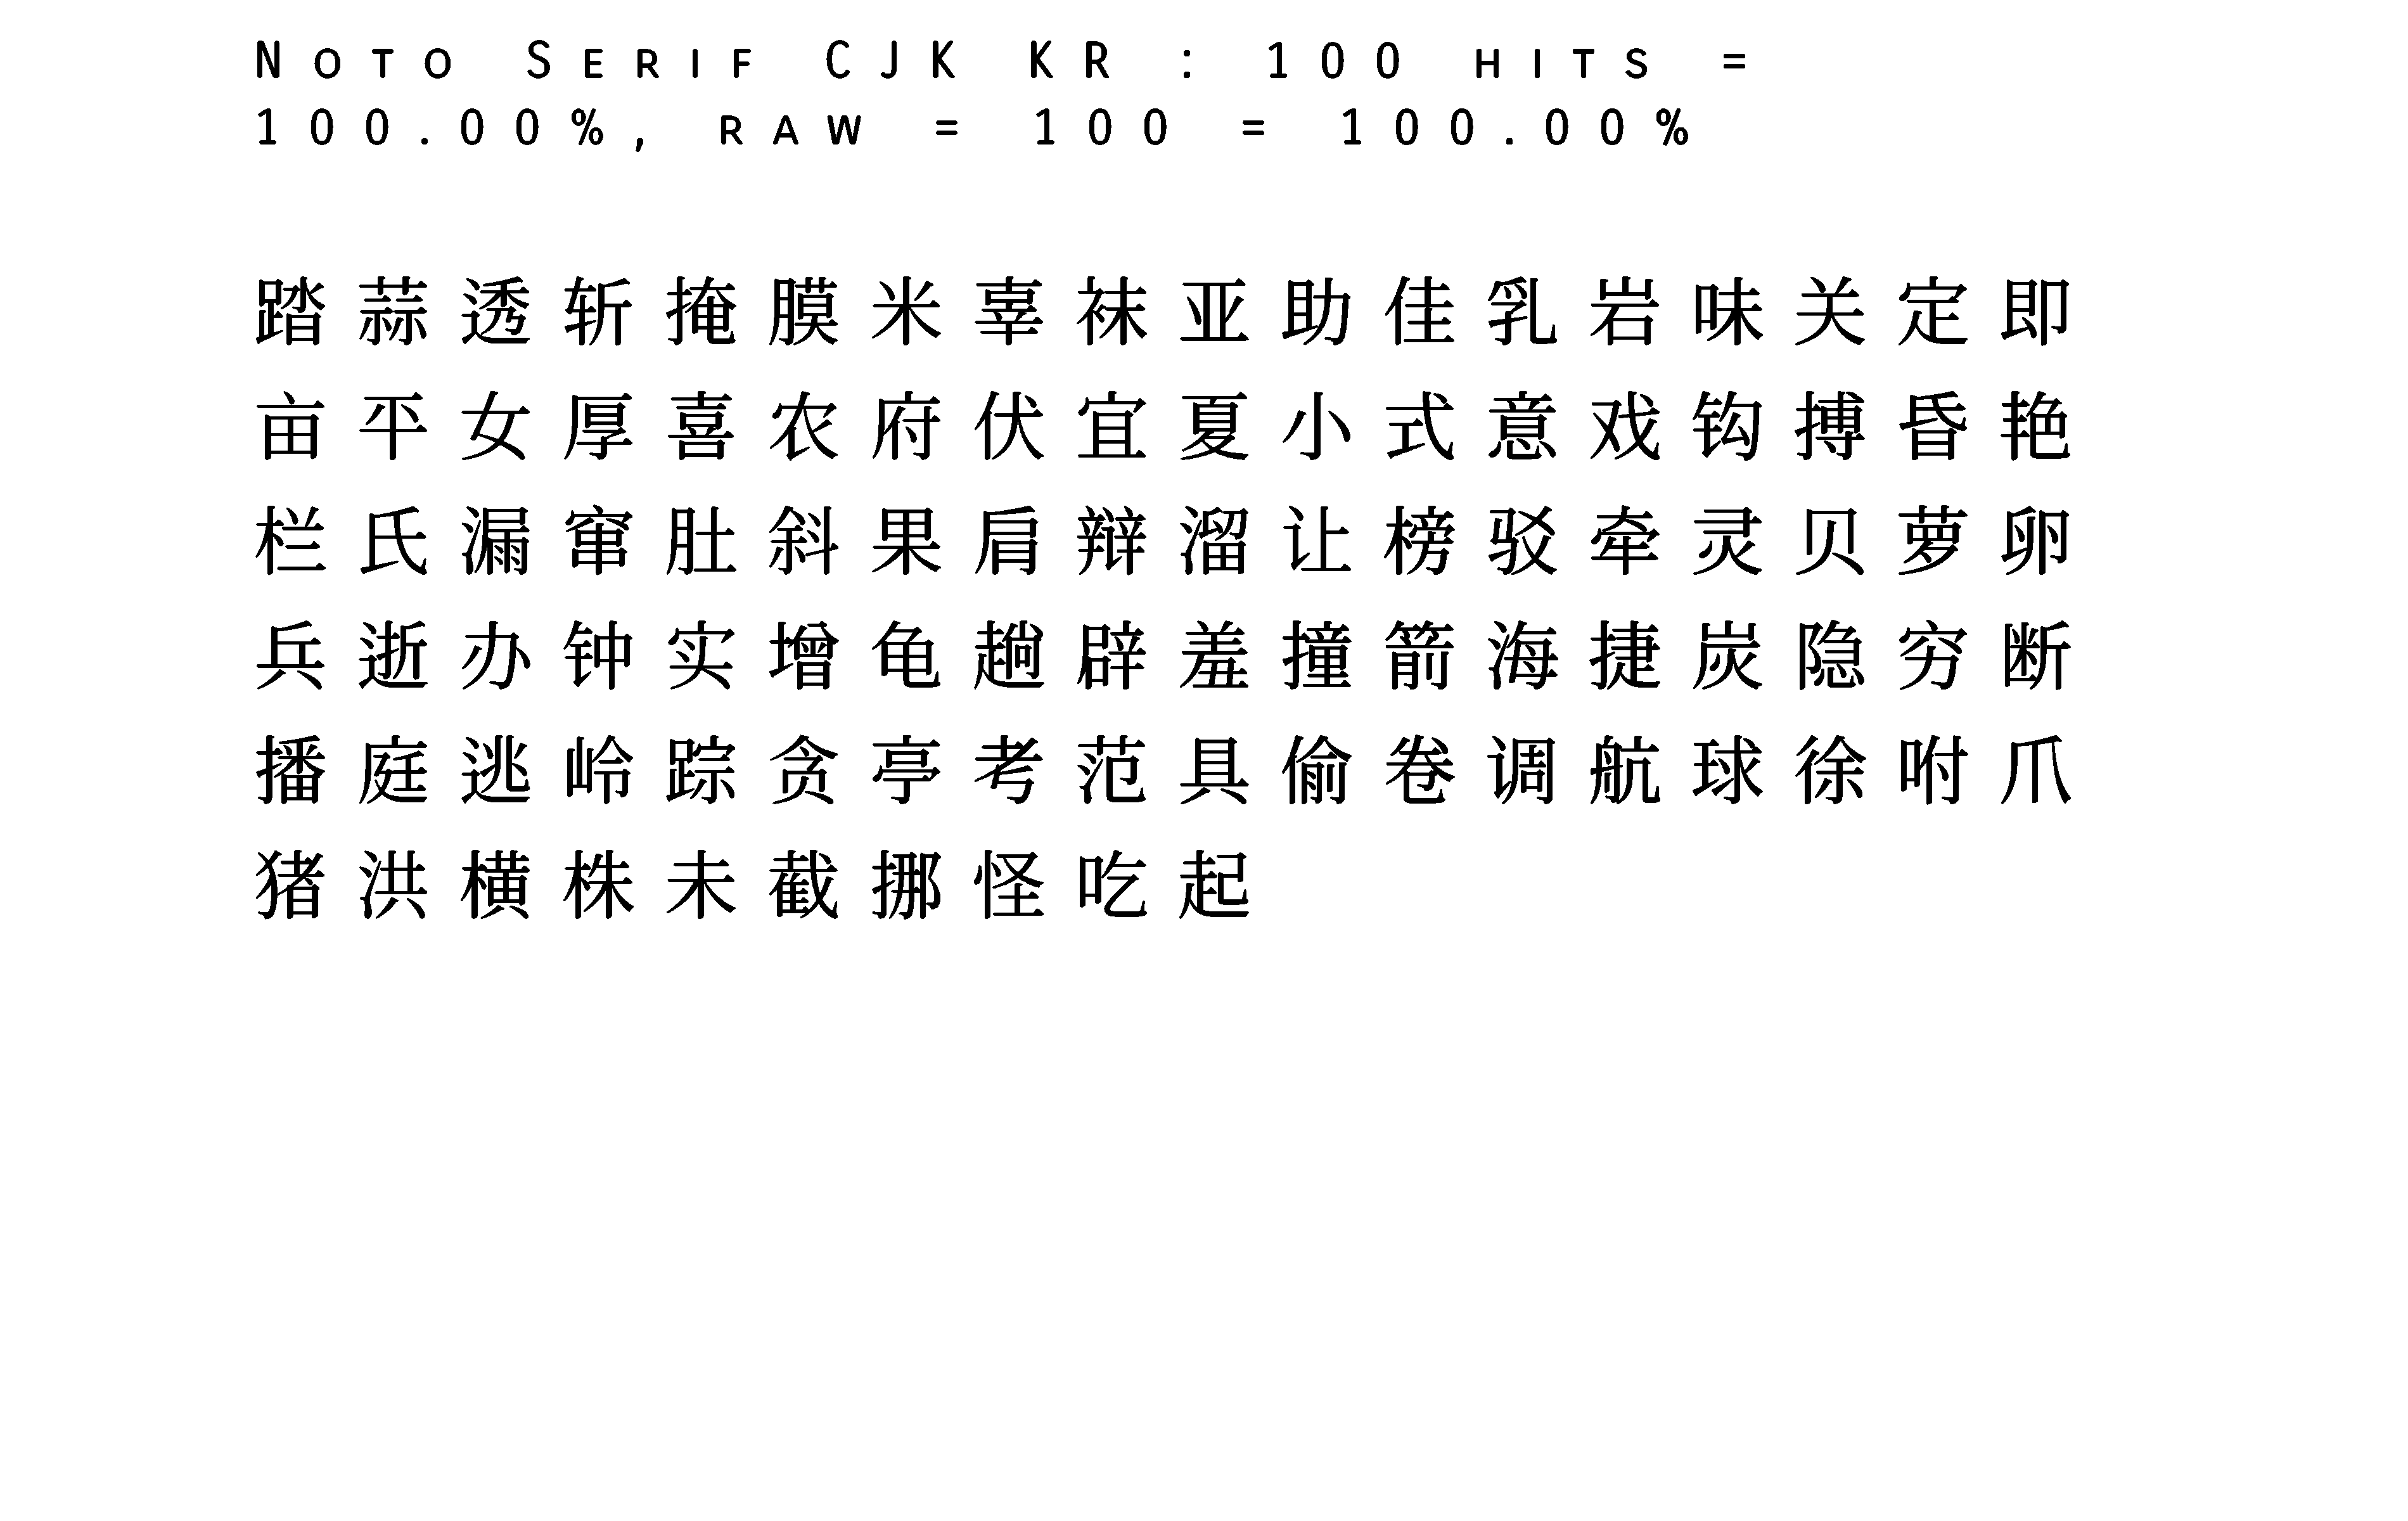 Noto Serif CJK KR : 100 hits =
100.00%, raw = 100 = 100.00%
踏蒜透斩掩膜米辜袜亚助佳乳岩味关定即
亩平女厚喜农府伏宜夏小式意戏钩搏昏艳
栏氏漏窜肚斜果肩辩溜让榜驳牵灵贝萝卵
兵逝办钟实增龟趟辟羞撞箭海捷炭隐穷断
播庭逃岭踪贪亭考范具偷卷调航球徐咐爪
猪洪横株未截挪怪吃起